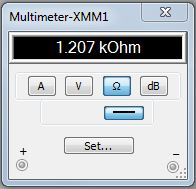 Multimeter-XMM1
1.207 kOhm
A V Ω dB
Set...
+ −